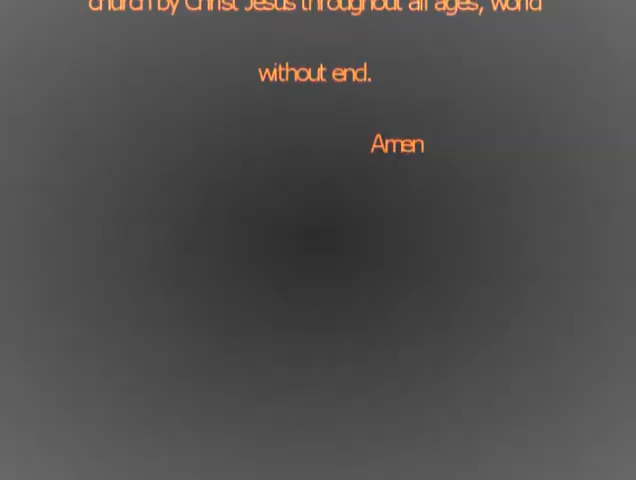 church by Christ Jesus throughout all ages, world
without end.
Amen